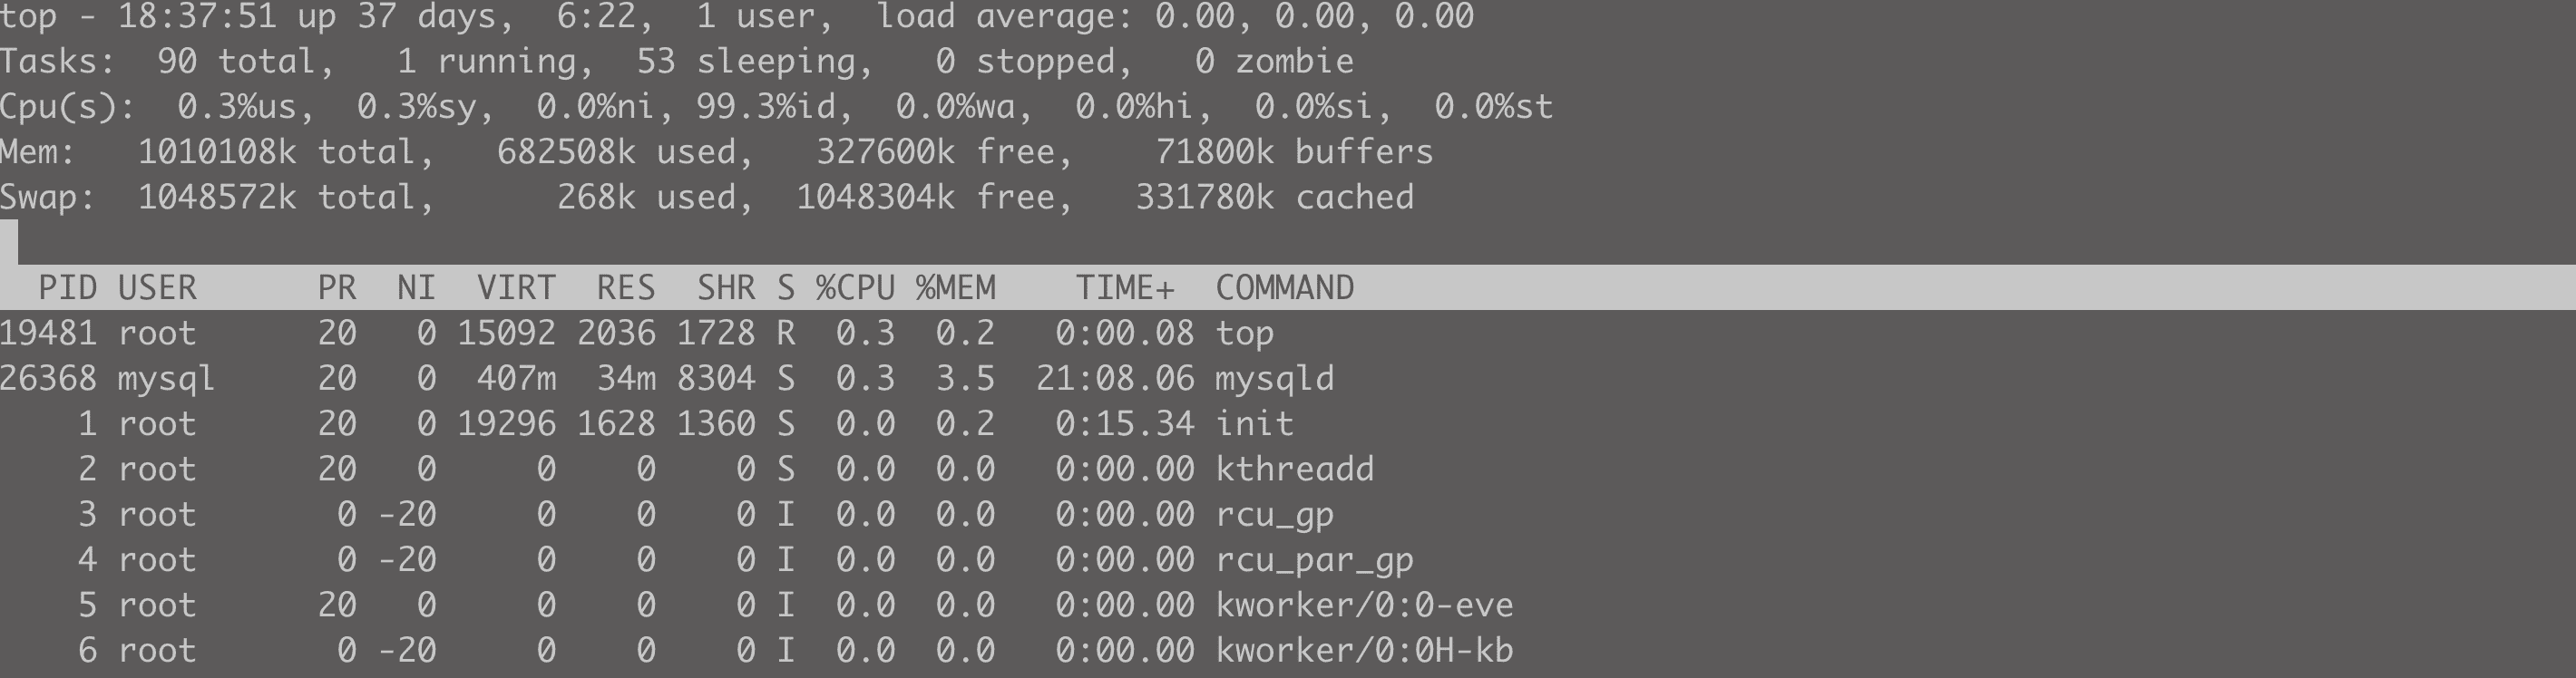 top - 18:37:51 up 37 days,  6:22,  1 user,  load average: 0.00, 0.00, 0.00
Tasks:  90 total,   1 running,  53 sleeping,   0 stopped,   0 zombie
Cpu(s):  0.3%us,  0.3%sy,  0.0%ni, 99.3%id,  0.0%wa,  0.0%hi,  0.0%si,  0.0%st
Mem:   1010108k total,   682508k used,   327600k free,    71800k buffers
Swap:  1048572k total,      268k used,  1048304k free,   331780k cached
  PID USER      PR  NI  VIRT  RES  SHR S %CPU %MEM    TIME+  COMMAND
19481 root      20   0 15092 2036 1728 R  0.3  0.2   0:00.08 top
26368 mysql     20   0  407m  34m 8304 S  0.3  3.5  21:08.06 mysqld
    1 root      20   0 19296 1628 1360 S  0.0  0.2   0:15.34 init
    2 root      20   0     0    0    0 S  0.0  0.0   0:00.00 kthreadd
    3 root       0 -20     0    0    0 I  0.0  0.0   0:00.00 rcu_gp
    4 root       0 -20     0    0    0 I  0.0  0.0   0:00.00 rcu_par_gp
    5 root      20   0     0    0    0 I  0.0  0.0   0:00.00 kworker/0:0-eve
    6 root       0 -20     0    0    0 I  0.0  0.0   0:00.00 kworker/0:0H-kb